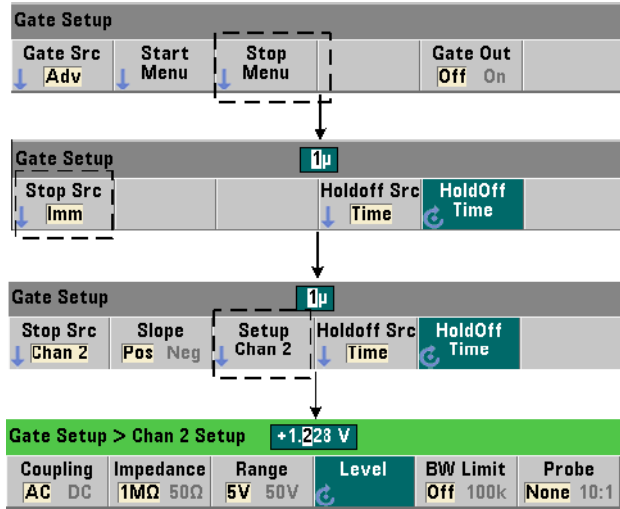 Gate Setup
Gate Src Start Stop Gate Out
Adv Menu Menu Off On
Gate Setup 1µ
Stop Src Holdoff Src HoldOff
Imm Time Time
Gate Setup 1µ
Stop Src Slope Setup Holdoff Src HoldOff
Chan 2 Pos Neg Chan 2 Time Time
Gate Setup > Chan 2 Setup +1.228 V
Coupling Impedance Range Level BW Limit Probe
AC DC 1MΩ 50Ω 5V 50V Off 100k None 10:1